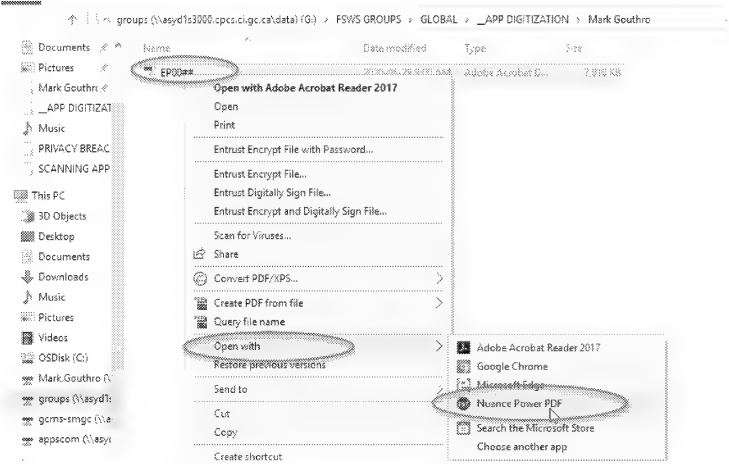 groups (\\asyd1s3000.cpcs.ci.gc.ca\data) (G:) > FSWS GROUPS > GLOBAL > __APP DIGITIZATION > Mark Gouthro
Name Date modified Type Size
EP00## Adobe Acrobat D... 7,910 KB
Documents
Pictures
Mark Gouthro
__APP DIGITIZAT
Music
PRIVACY BREAC
SCANNING APP
This PC
3D Objects
Desktop
Documents
Downloads
Music
Pictures
Videos
OSDisk (C:)
Mark.Gouthro (\
groups (\\asyd1s
gcms-smgc (\\a
appscom (\\asy
Open with Adobe Acrobat Reader 2017
Open
Print
Entrust Encrypt File with Password...
Entrust Encrypt File...
Entrust Digitally Sign File...
Entrust Encrypt and Digitally Sign File...
Scan for Viruses...
Share
Convert PDF/XPS...
Create PDF from file
Query file name
Open with
Restore previous versions
Send to
Cut
Copy
Create shortcut
Adobe Acrobat Reader 2017
Google Chrome
Microsoft Edge
Nuance Power PDF
Search the Microsoft Store
Choose another app